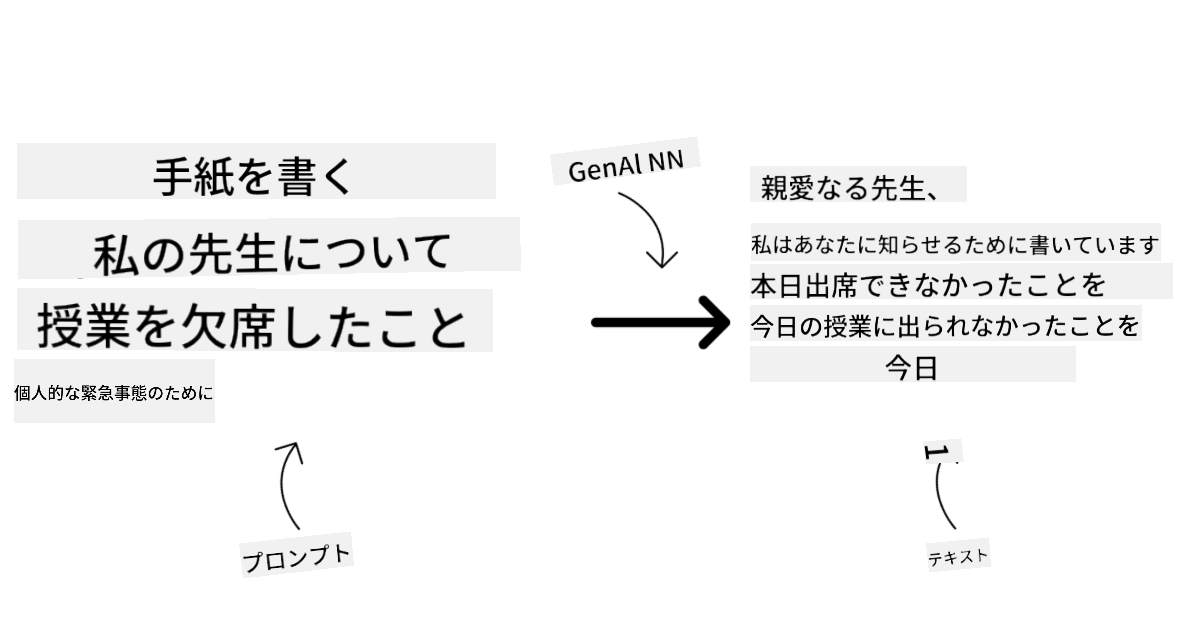 手紙を書く
私の先生について
授業を欠席したこと
個人的な緊急事態のために
プロンプト
GenAl NN
親愛なる先生、
私はあなたに知らせるために書いています
本日出席できなかったことを
今日の授業に出られなかったことを
今日
1
テキスト